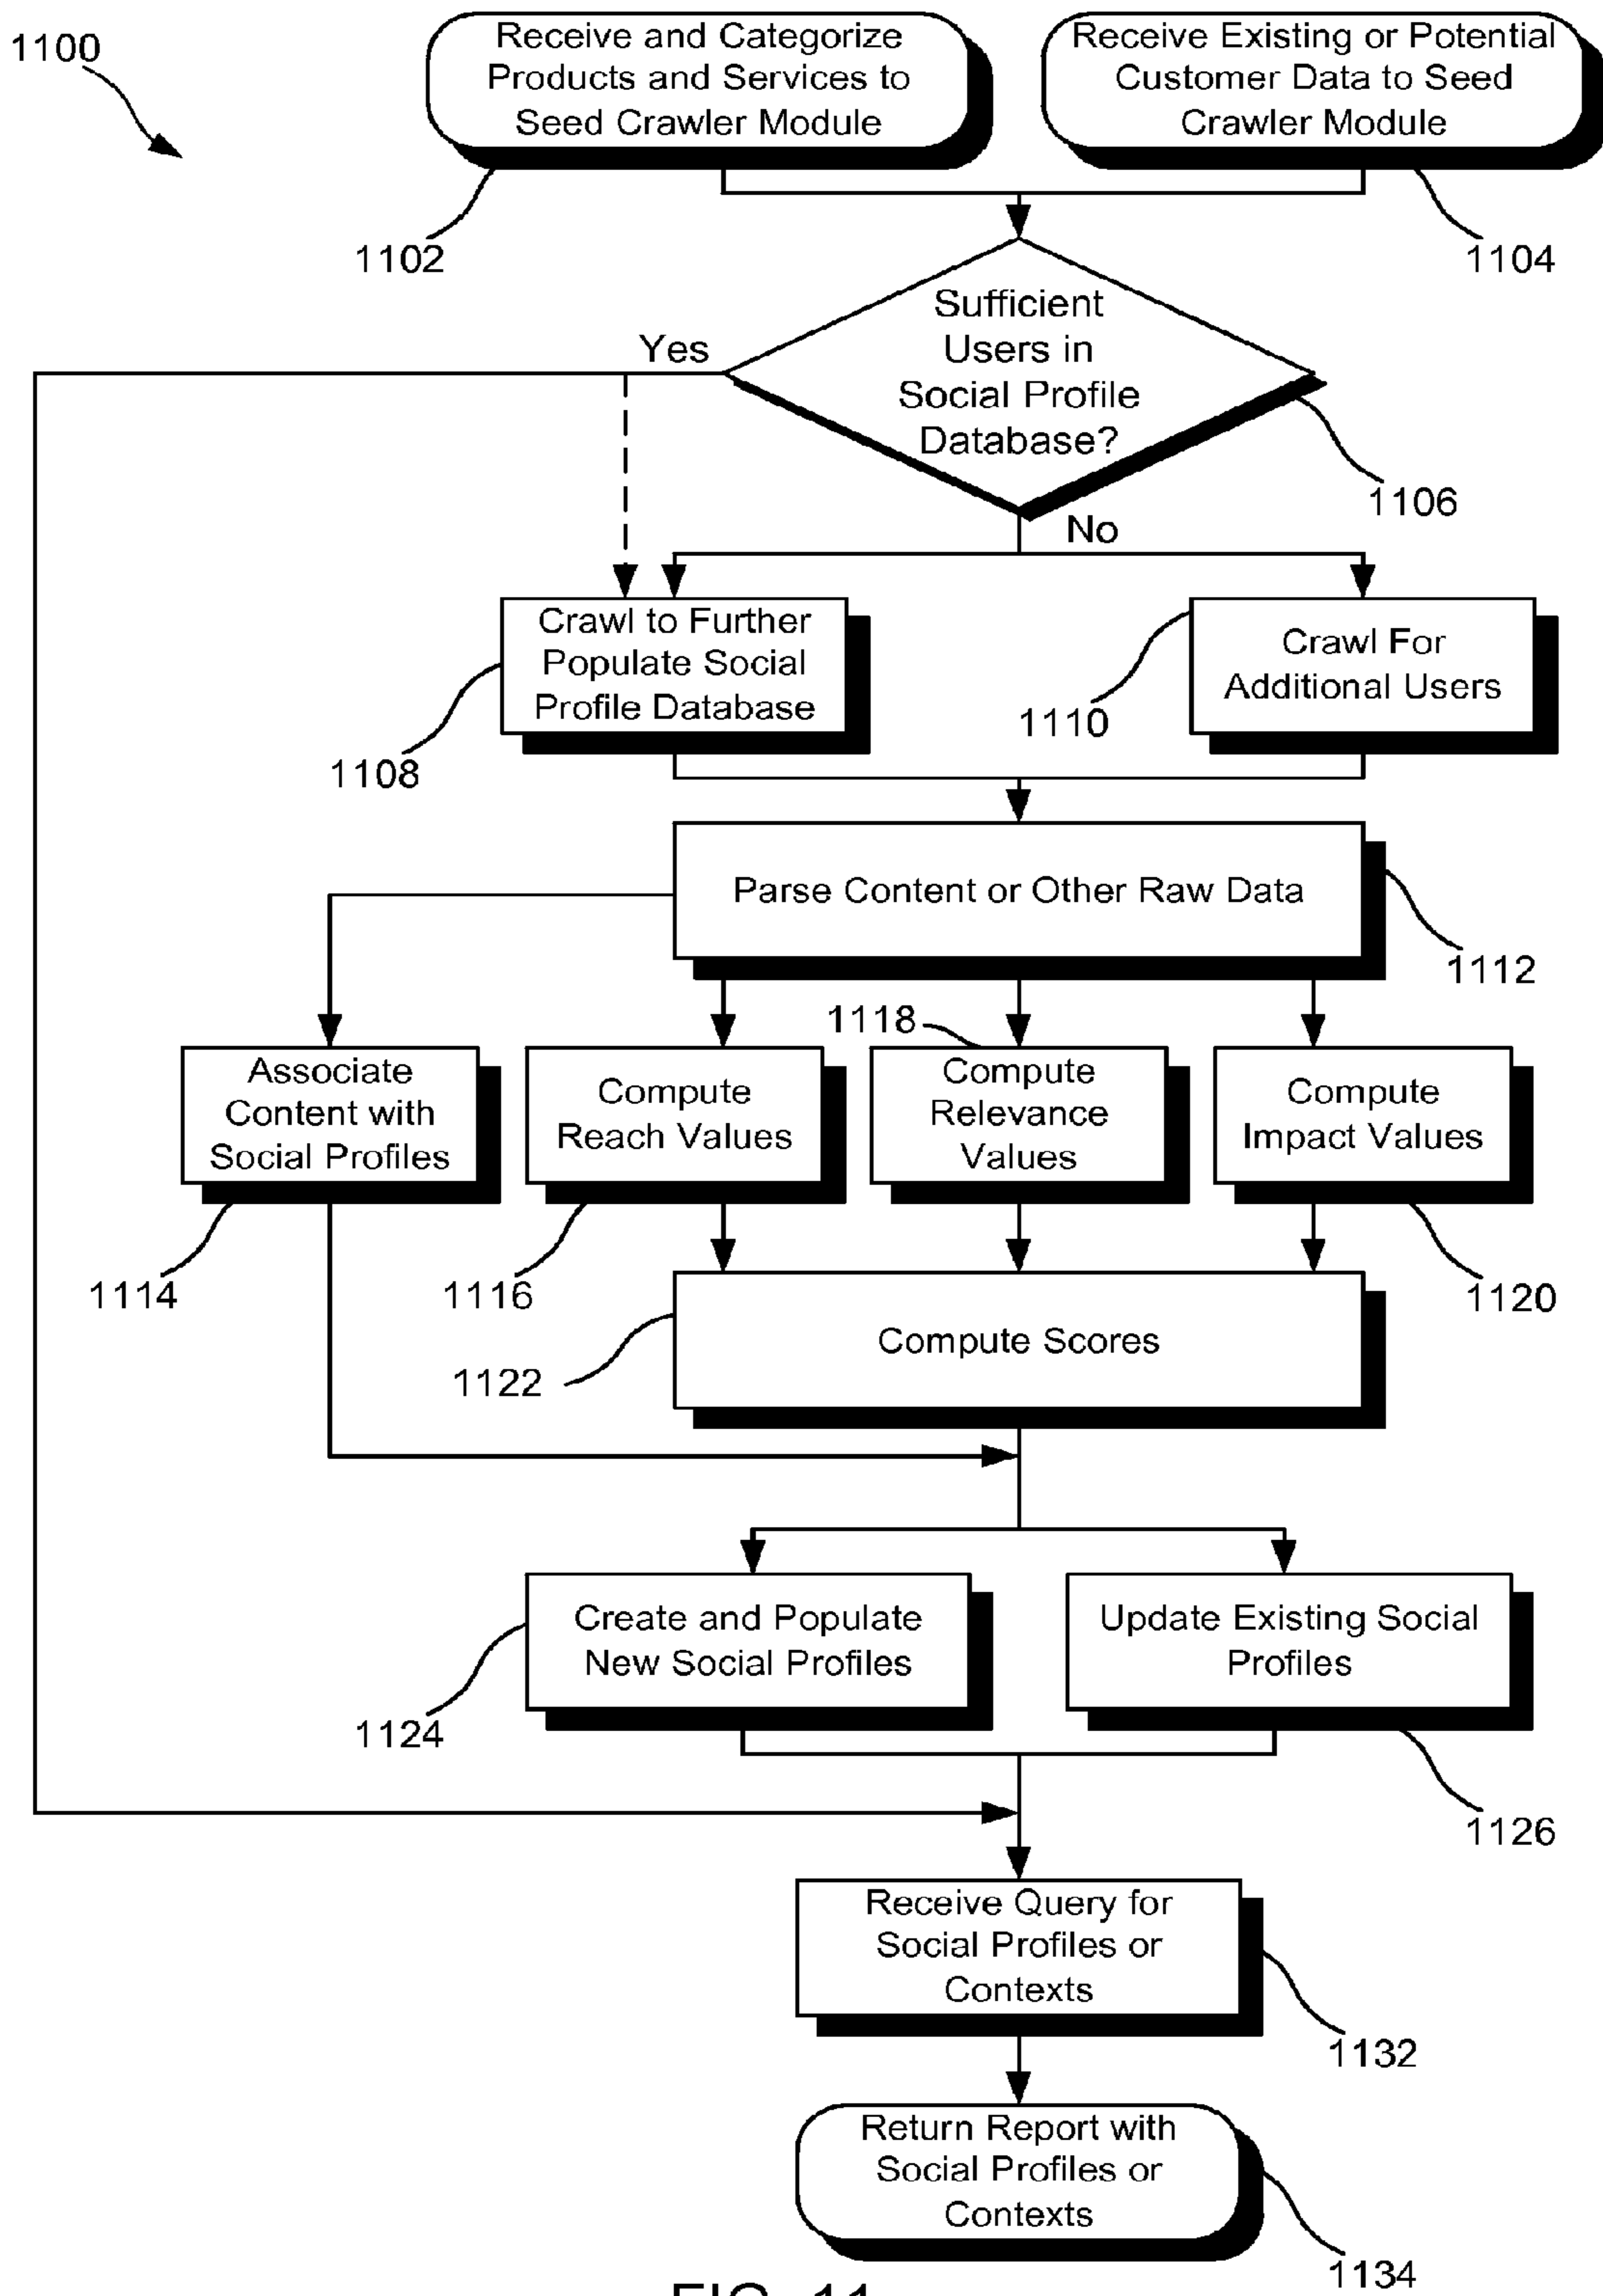 1100
Receive and Categorize
Products and Services to
Seed Crawler Module
Receive Existing or Potential
Customer Data to Seed
Crawler Module
1102
1104
Sufficient
Users in
Social Profile
Database?
Yes
1106
No
Crawl to Further
Populate Social
Profile Database
Crawl For
Additional Users
1110
1108
Parse Content or Other Raw Data
1112
1118
Associate
Content with
Social Profiles
Compute
Reach Values
Compute
Relevance
Values
Compute
Impact Values
1114
1116
1120
Compute Scores
1122
Create and Populate
New Social Profiles
Update Existing Social
Profiles
1124
1126
Receive Query for
Social Profiles or
Contexts
1132
Return Report with
Social Profiles or
Contexts
1134
FIG. 11